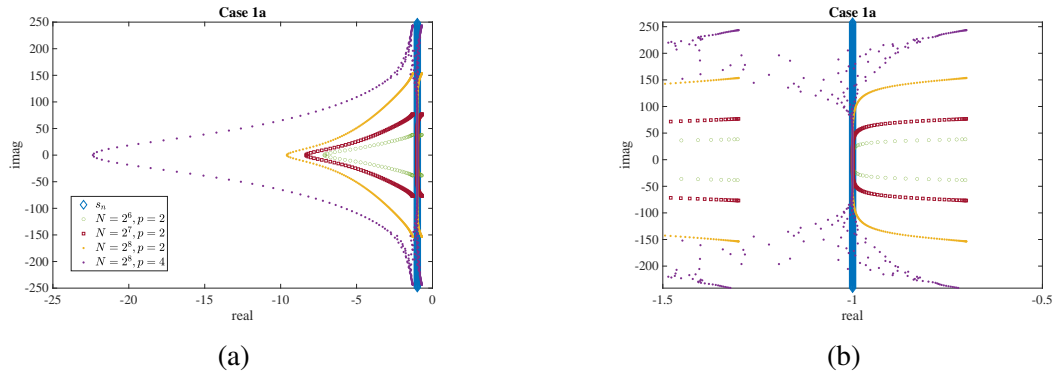 Case 1a
250
200
150
100
50
0
-50
-100
-150
-200
-250
imag
-25
-20
-15
-10
-5
0
real
s_n
N = 2^6, p = 2
N = 2^7, p = 2
N = 2^8, p = 2
N = 2^8, p = 4
(a)
Case 1a
250
200
150
100
50
0
-50
-100
-150
-200
imag
-1.5
-1
-0.5
real
(b)